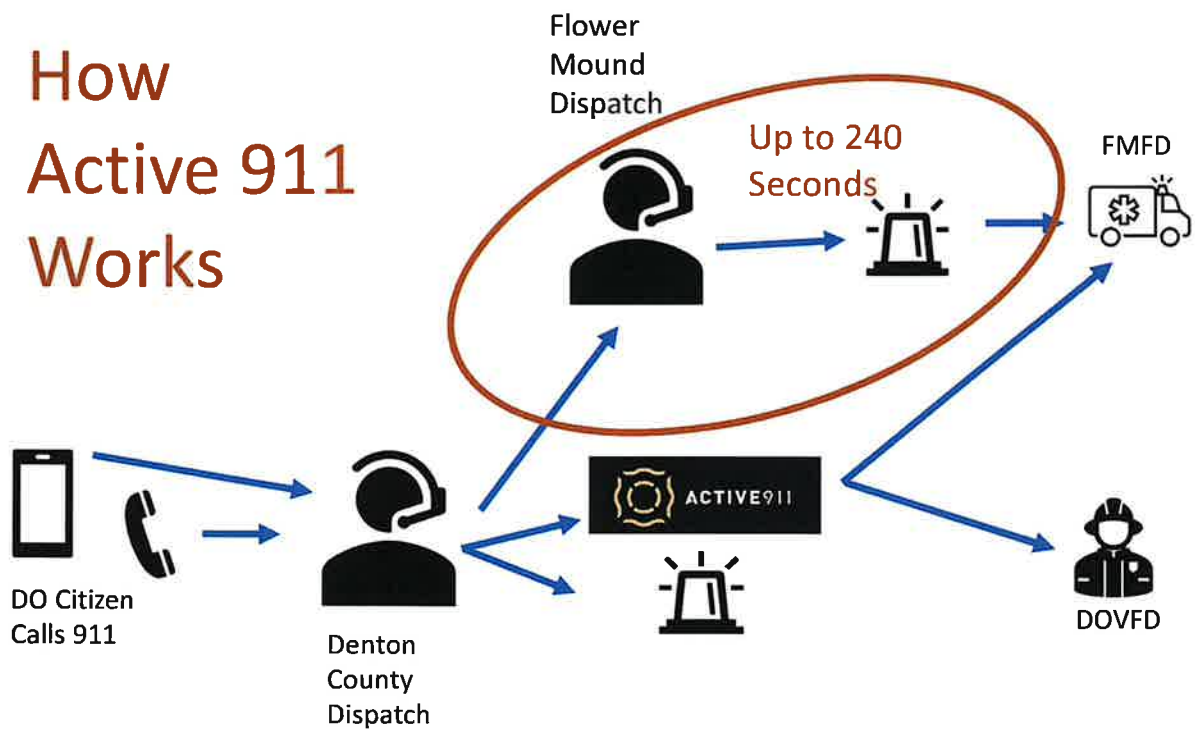 How
Active 911
Works
Flower
Mound
Dispatch
Up to 240
Seconds
FMFD
ACTIVE911
DO Citizen
Calls 911
Denton
County
Dispatch
DOVFD